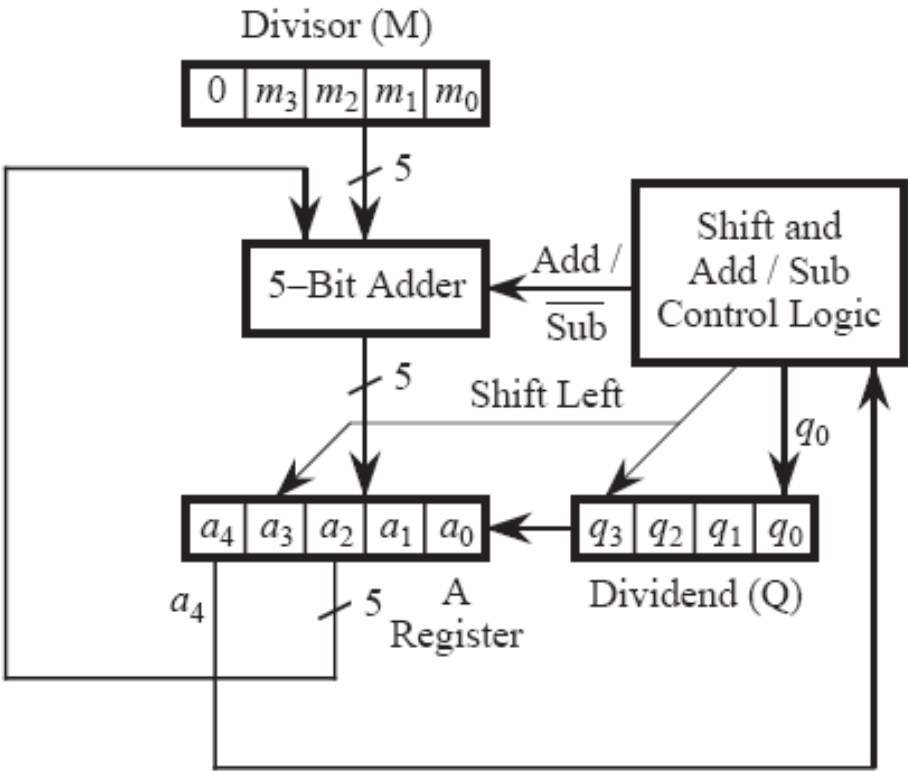 Divisor (M)
0 m3 m2 m1 m0
5
5–Bit Adder
Add /
Sub
Shift and
Add / Sub
Control Logic
5
Shift Left
q0
a4 a3 a2 a1 a0
q3 q2 q1 q0
a4
5
A
Register
Dividend (Q)